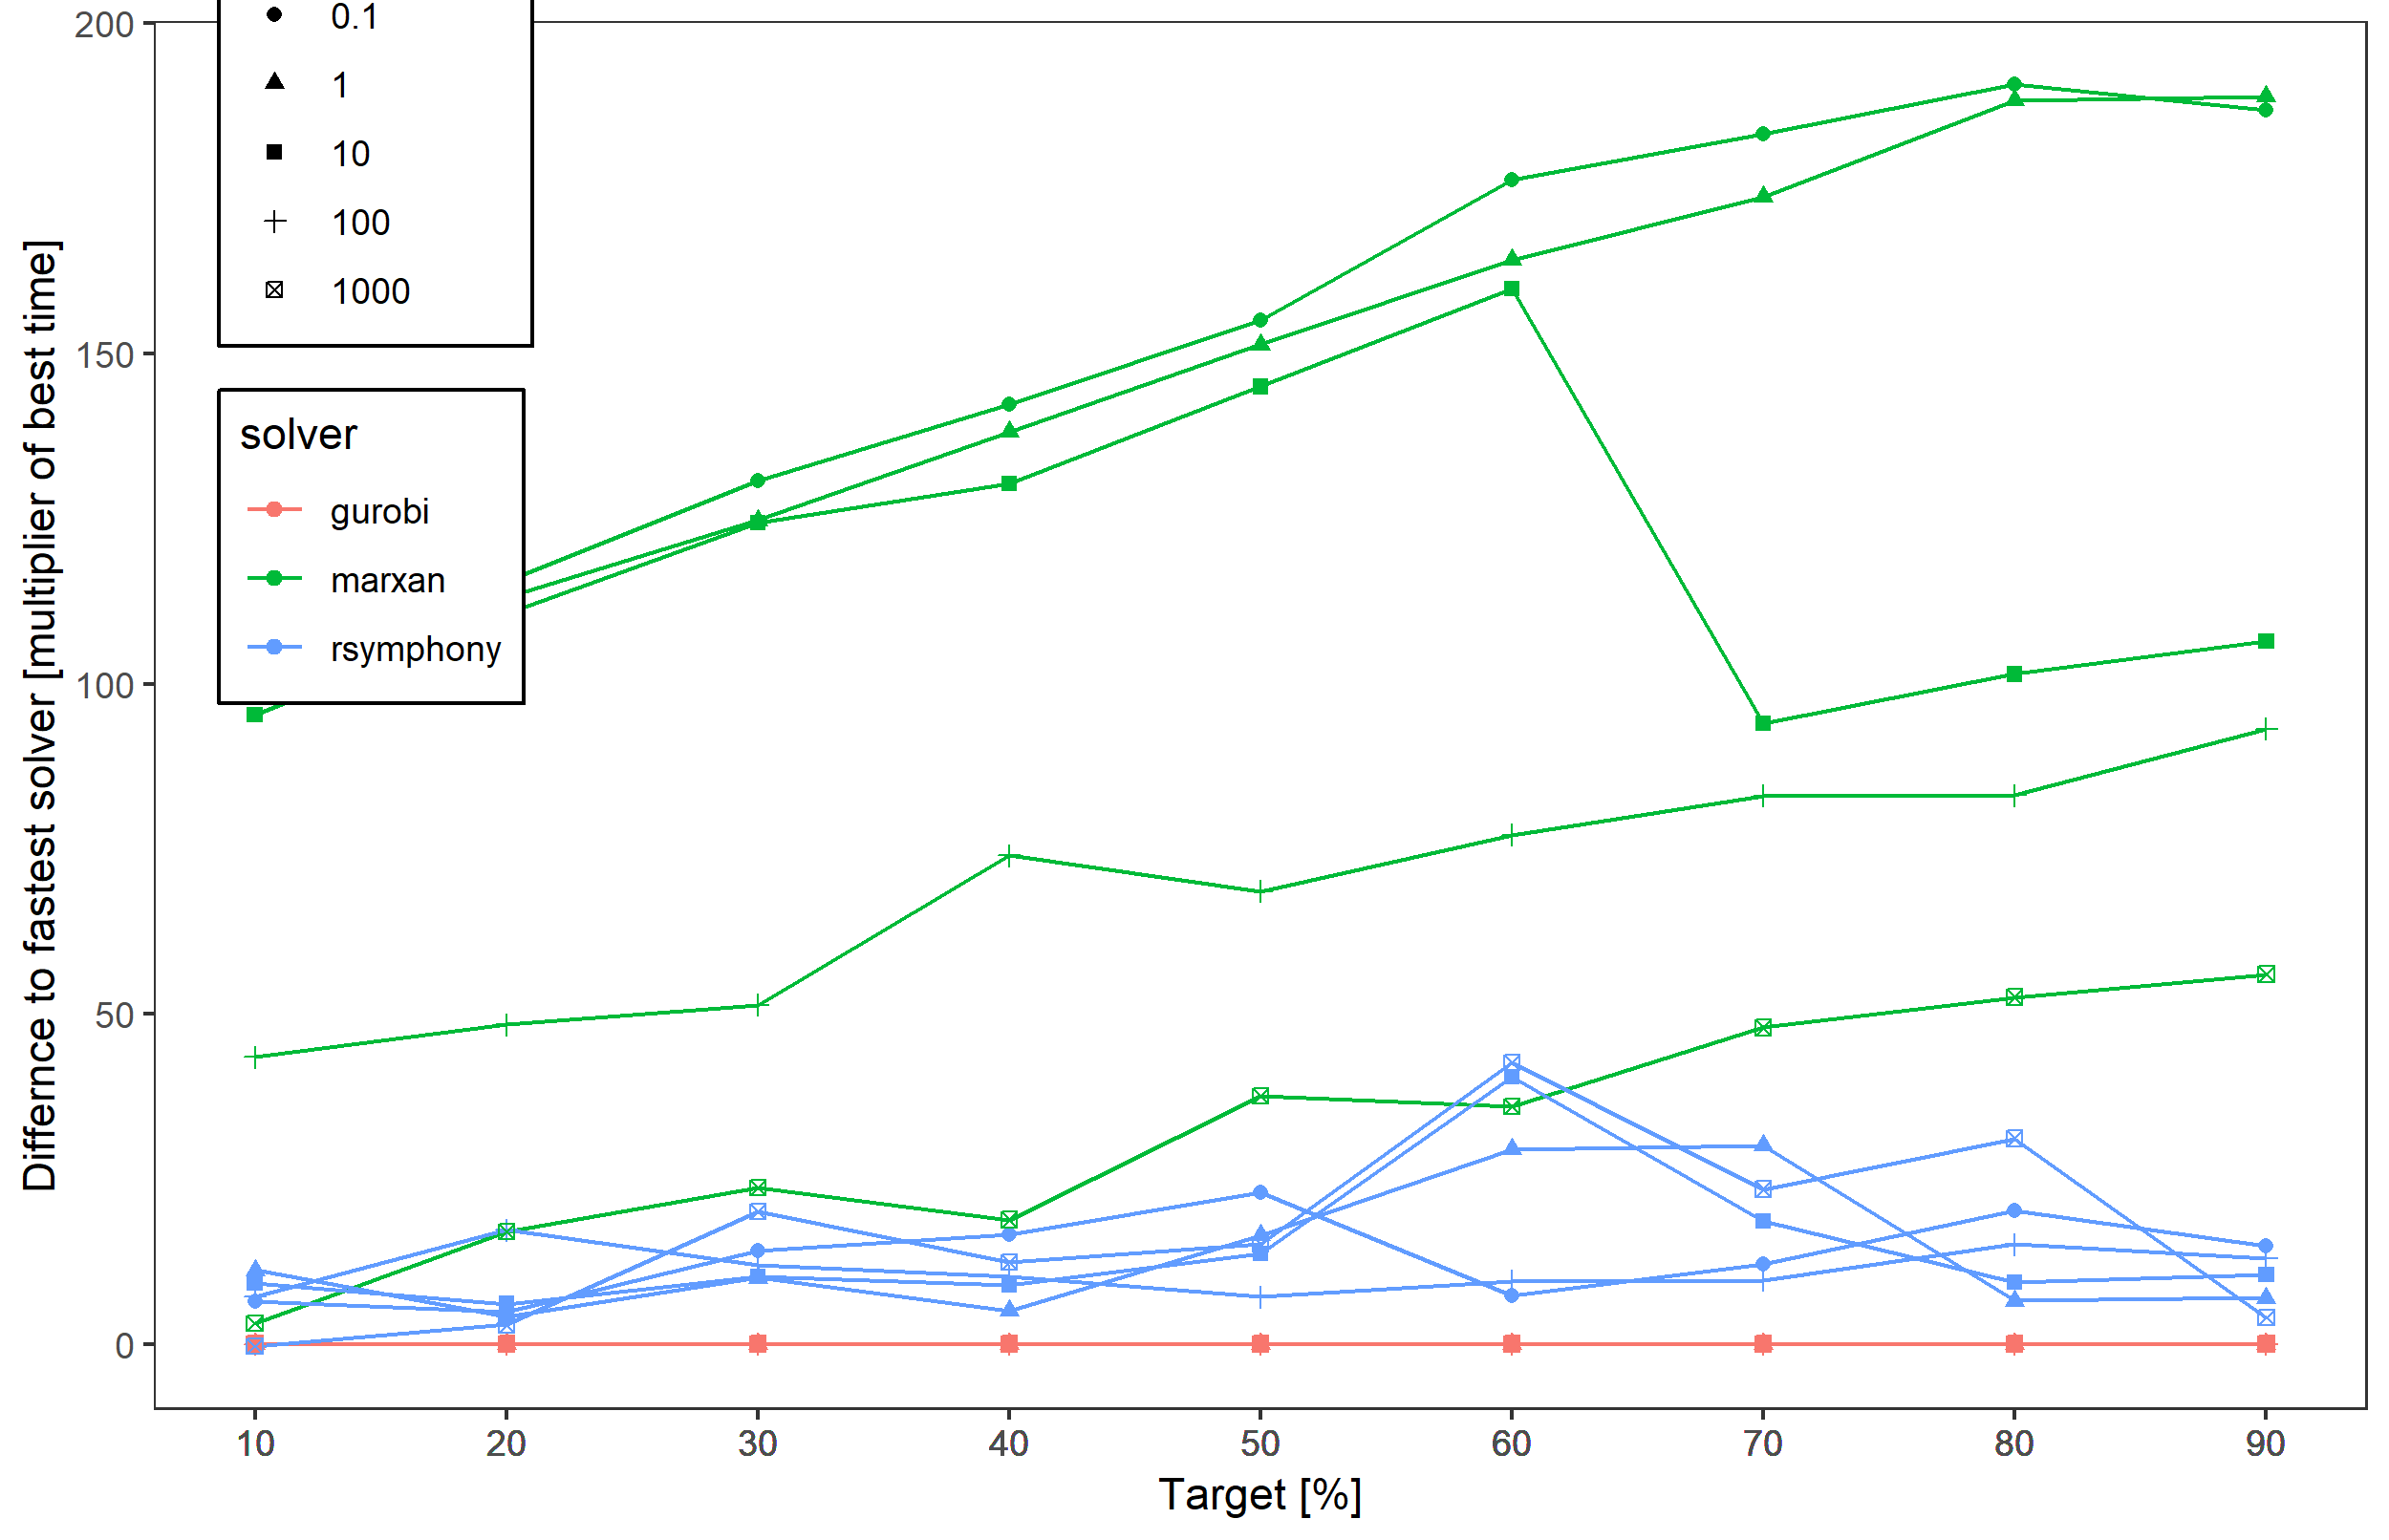 Differnce to fastest solver [multiplier of best time]
200
150
100
50
0
0.1
1
10
100
1000
solver
gurobi
marxan
rsymphony
10 20 30 40 50 60 70 80 90
Target [%]